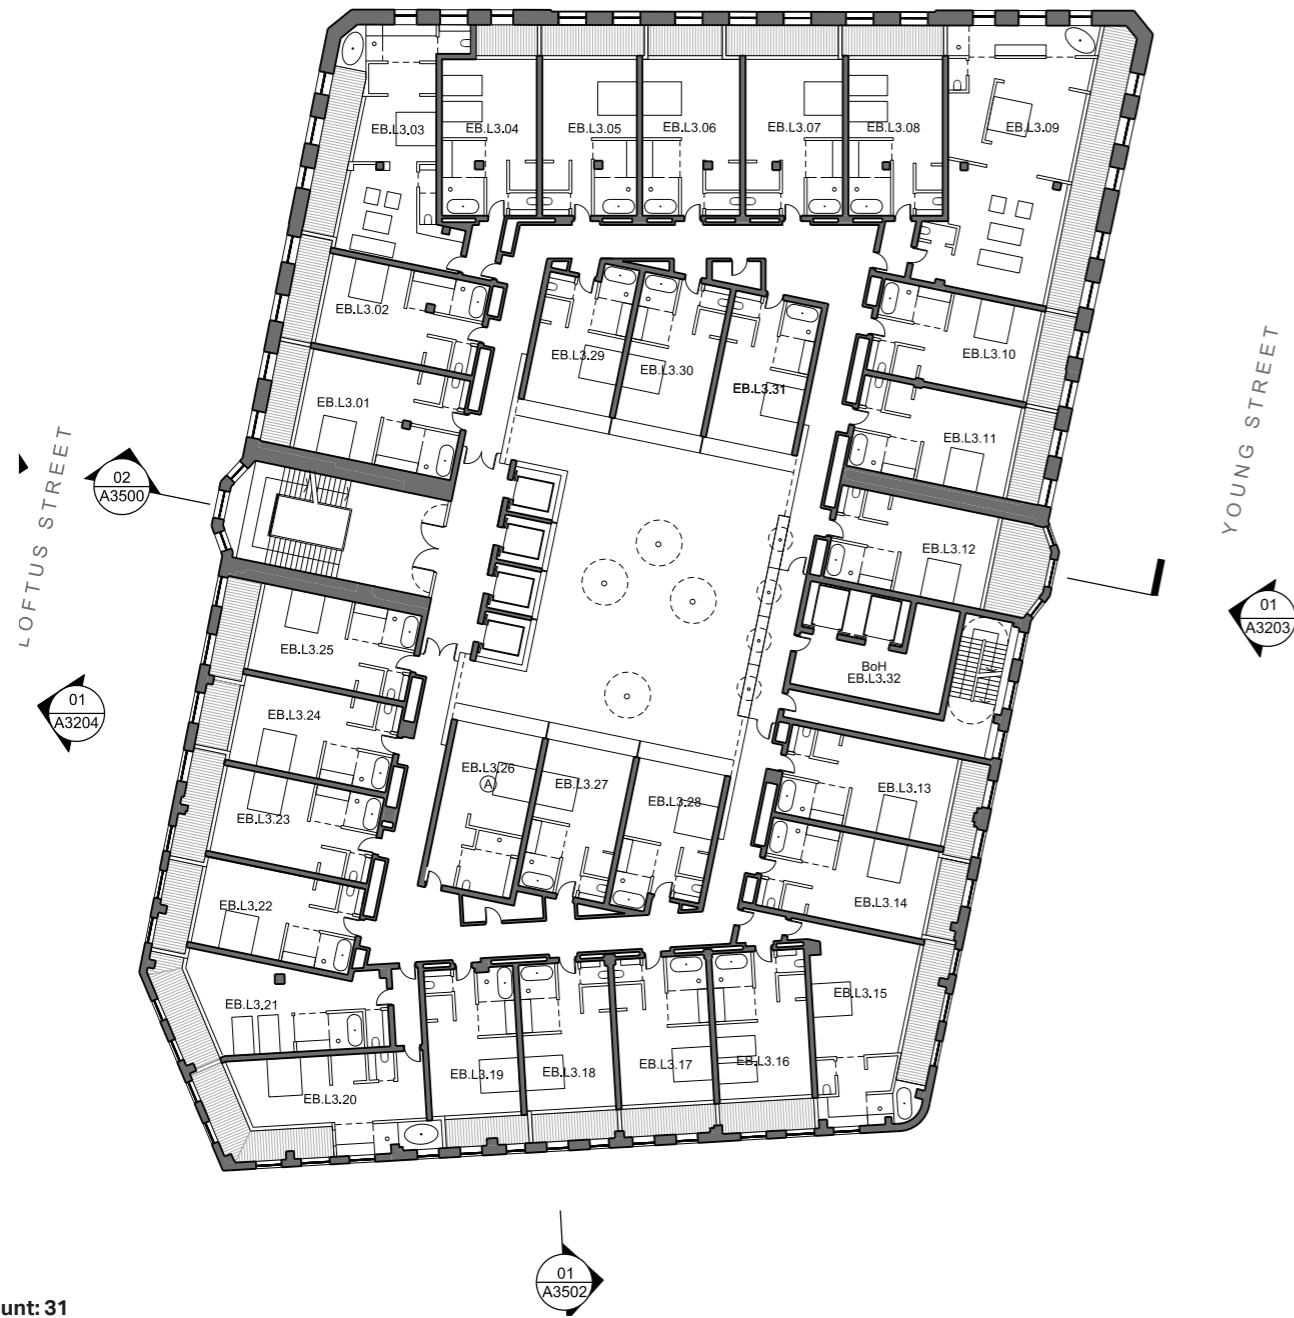 EB.L3.03
EB.L3.04
EB.L3.05
EB.L3.06
EB.L3.07
EB.L3.08
EB.L3.09
EB.L3.02
EB.L3.29
EB.L3.30
EB.L3.31
EB.L3.10
EB.L3.01
EB.L3.11
LOFTUS STREET
YOUNG STREET
02
A3500
EB.L3.12
01
A3203
EB.L3.25
BoH
EB.L3.32
01
A3204
EB.L3.24
EB.L3.26
A
EB.L3.27
EB.L3.28
EB.L3.13
EB.L3.23
EB.L3.22
EB.L3.14
EB.L3.21
EB.L3.15
EB.L3.20
EB.L3.19
EB.L3.18
EB.L3.17
EB.L3.16
01
A3502
unt: 31